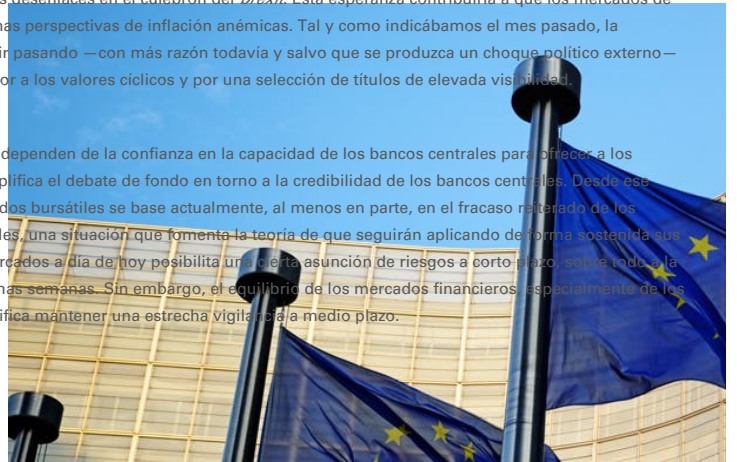 desenlaces en el culebrón del brexit. Esta esperanza contribuiría a que los mercados de
nas perspectivas de inflación anémicas. Tal y como indicábamos el mes pasado, la
ir pasando —con más razón todavía y salvo que se produzca un choque político externo—
or a los valores cíclicos y por una selección de títulos de elevada visibilidad.
dependen de la confianza en la capacidad de los bancos centrales para ofrecer a los
plifica el debate de fondo en torno a la credibilidad de los bancos centrales. Desde ese
dos bursátiles se base actualmente, al menos en parte, en el fracaso reiterado de los
les, una situación que fomenta la teoría de que seguirán aplicando de forma sostenida sus
rcados a día de hoy posibilita una cierta asunción de riesgos a corto plazo, sobre todo a la
nas semanas. Sin embargo, el equilibrio de los mercados financieros, especialmente de los
ifica mantener una estrecha vigilancia a medio plazo.